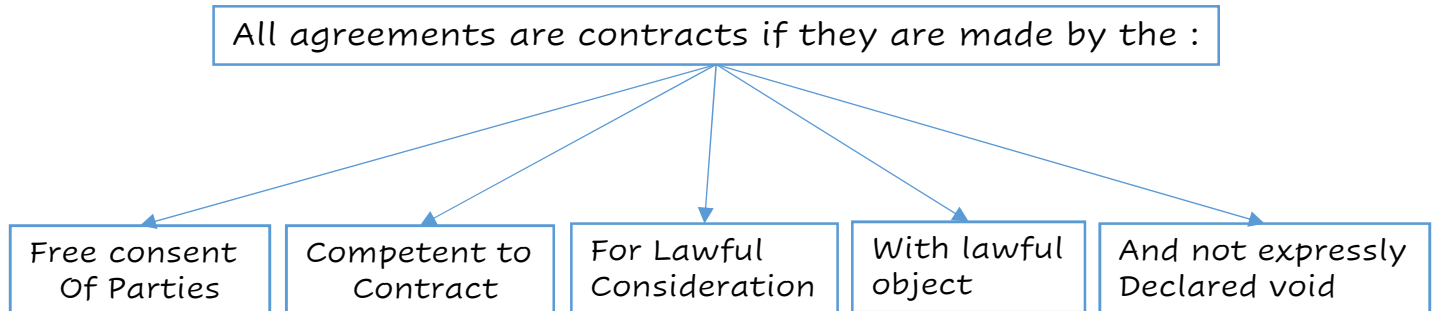 All agreements are contracts if they are made by the :
Free consent
Of Parties
Competent to
Contract
For Lawful
Consideration
With lawful
object
And not expressly
Declared void